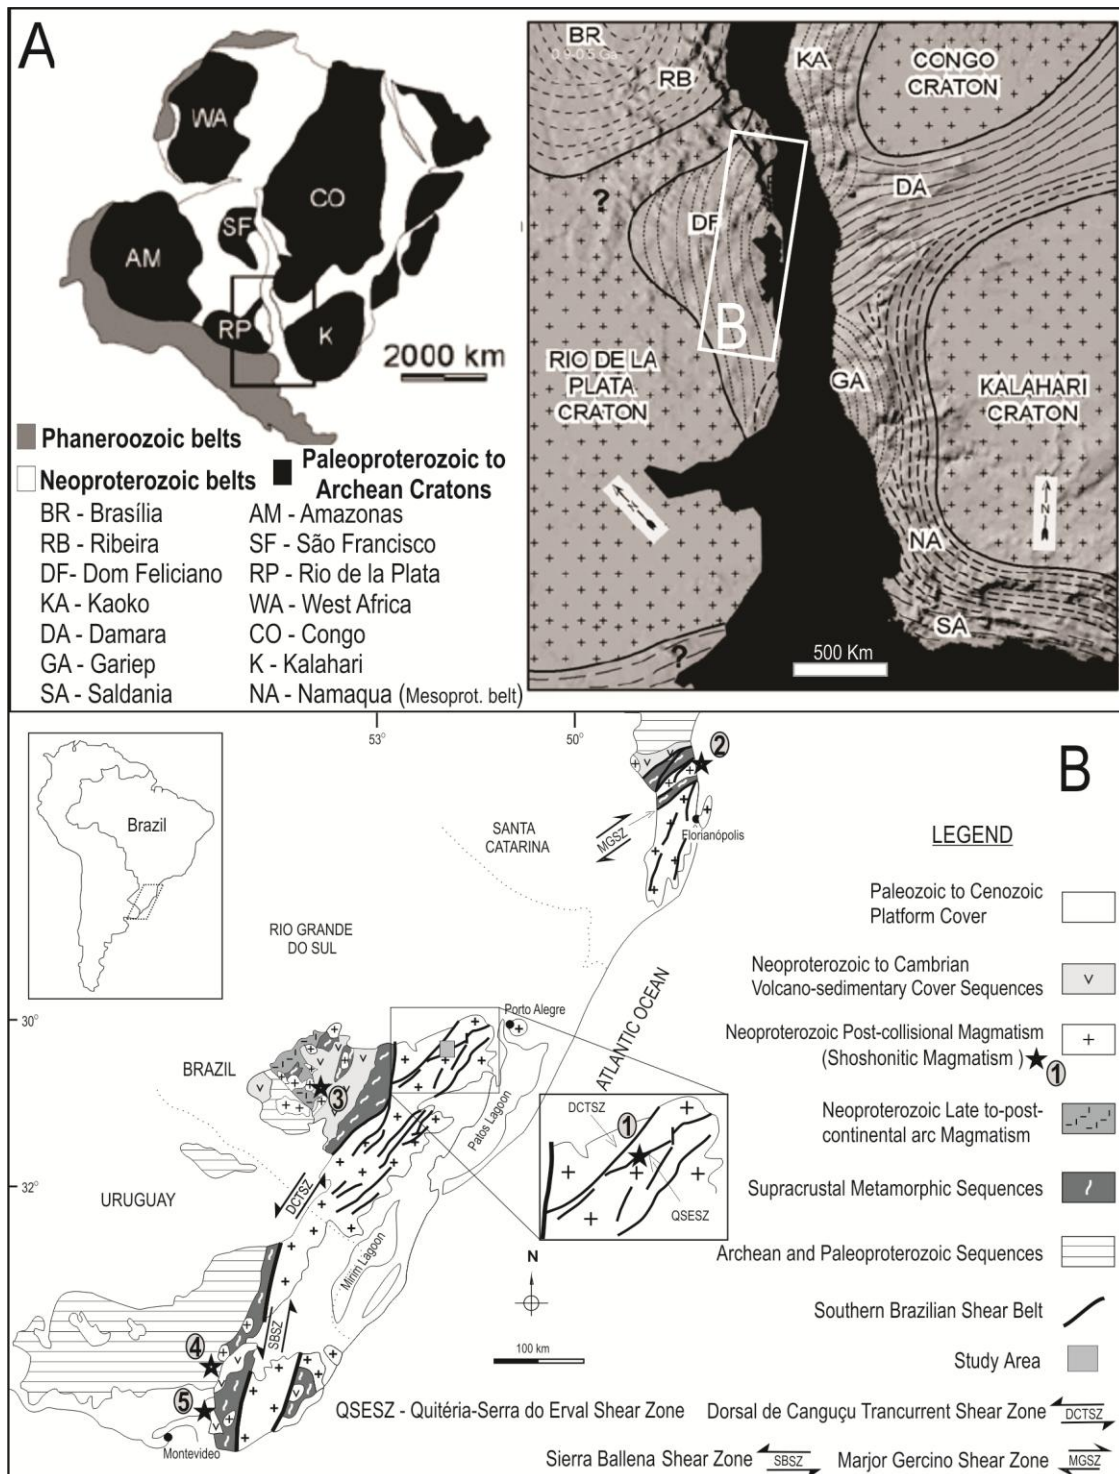 A
WA
CO
SF
AM
RP
K
2000 km
Phaneroozoic belts
Neoproterozoic belts
Paleoproterozoic to
Archean Cratons
BR - Brasília
RB - Ribeira
DF- Dom Feliciano
KA - Kaoko
DA - Damara
GA - Gariep
SA - Saldania
AM - Amazonas
SF - São Francisco
RP - Rio de la Plata
WA - West Africa
CO - Congo
K - Kalahari
NA - Namaqua (Mesoprot. belt)
BR
0.9-0.5 Ga
RB
KA
CONGO
CRATON
DA
?
DF
B
RIO DE LA
PLATA
CRATON
GA
KALAHARI
CRATON
N
N
NA
SA
500 Km
?
53°
50°
B
Brazil
2
SANTA
CATARINA
MGSZ
Florianópolis
RIO GRANDE
DO SUL
30°
Porto Alegre
BRAZIL
3
ATLANTIC OCEAN
Patos Lagoon
DCTSZ
1
QSESZ
32°
URUGUAY
DCTSZ
Mirim Lagoon
N
SBSZ
100 km
4
5
Montevideo
LEGEND
Paleozoic to Cenozoic
Platform Cover
Neoproterozoic to Cambrian
Volcano-sedimentary Cover Sequences
Neoproterozoic Post-collisional Magmatism
(Shoshonitic Magmatism ) 1
Neoproterozoic Late to-post-
continental arc Magmatism
Supracrustal Metamorphic Sequences
Archean and Paleoproterozoic Sequences
Southern Brazilian Shear Belt
Study Area
QSESZ - Quitéria-Serra do Erval Shear Zone
Dorsal de Canguçu Trancurrent Shear Zone DCTSZ
Sierra Ballena Shear Zone SBSZ
Marjor Gercino Shear Zone MGSZ